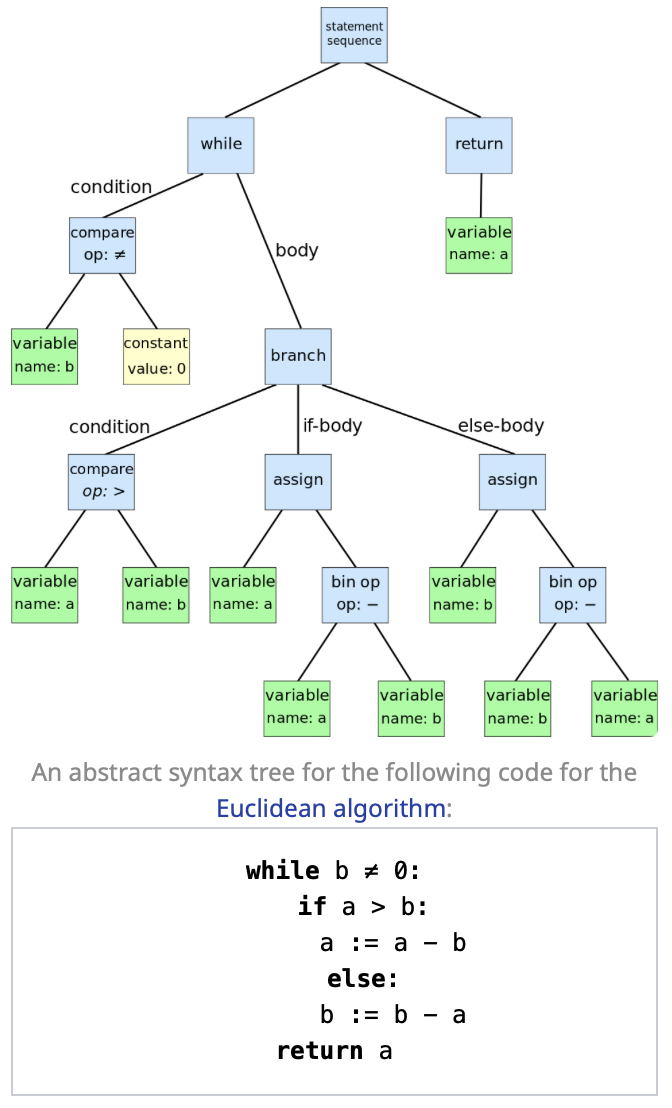 statement
sequence
while
return
condition
compare
op: ≠
body
variable
name: a
variable
name: b
constant
value: 0
branch
condition
if-body
else-body
compare
op: >
assign
assign
variable
name: a
variable
name: b
variable
name: a
bin op
op: −
variable
name: b
bin op
op: −
variable
name: a
variable
name: b
variable
name: b
variable
name: a
An abstract syntax tree for the following code for the
Euclidean algorithm:
while b ≠ 0:
if a > b:
a := a − b
else:
b := b − a
return a